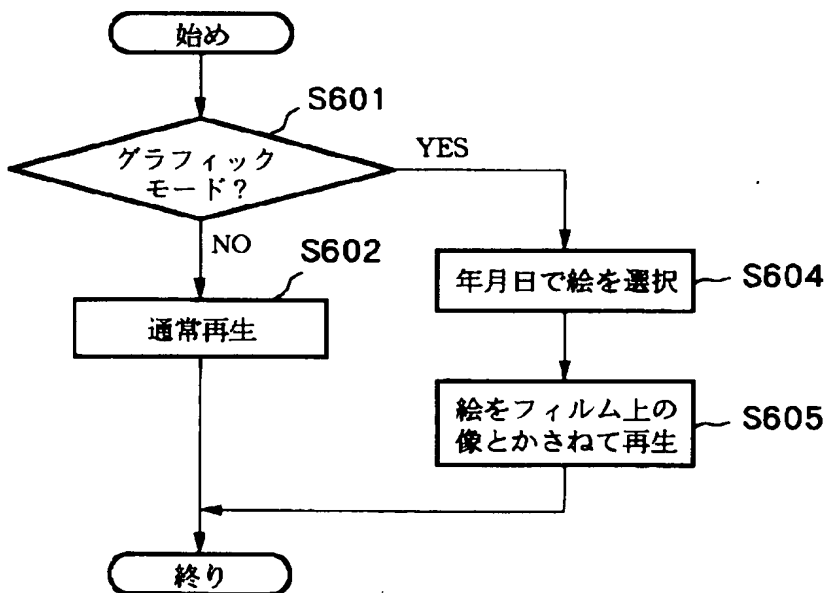 始め
S601
グラフィック
モード?
YES
NO
S602
通常再生
年月日で絵を選択
S604
絵をフィルム上の
像とかさねて再生
S605
終り